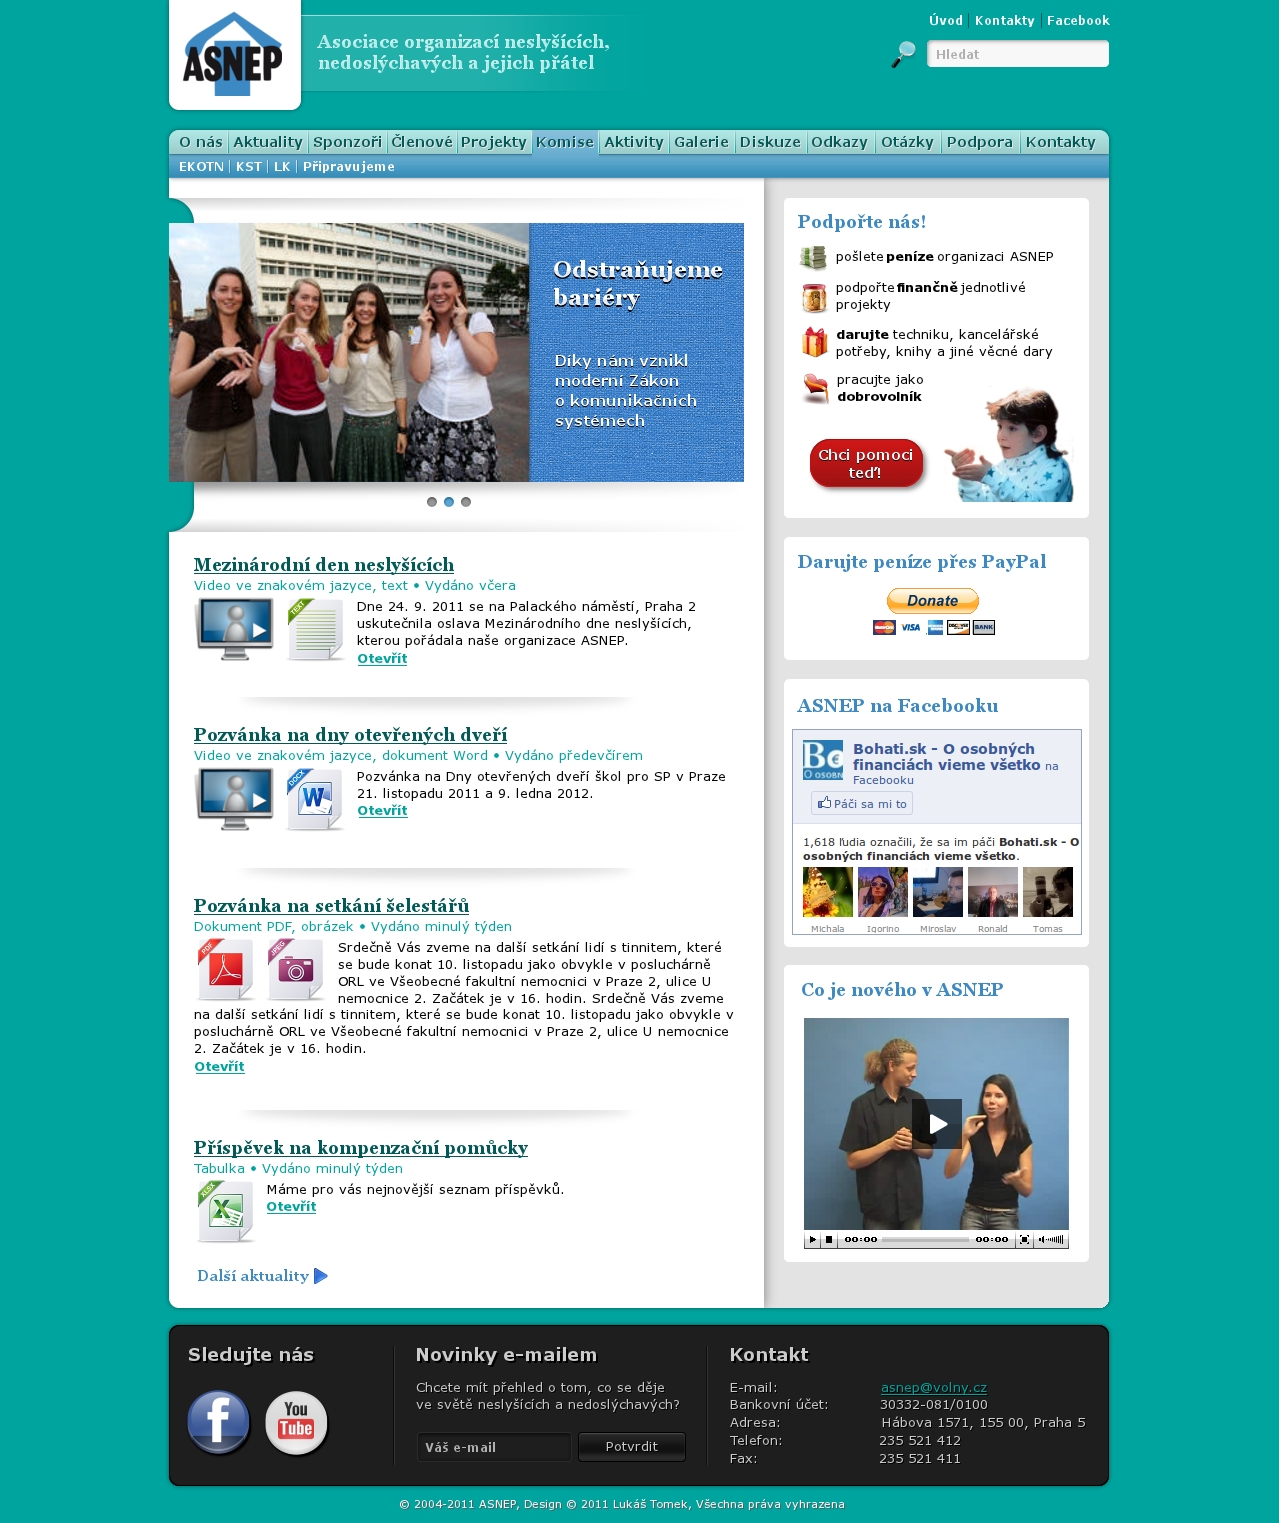 Úvod Kontakty Facebook
ASNEP
Asociace organizací neslyšících,
nedoslýchavých a jejich přátel
Hledat
O nás Aktuality Sponzoři Členové Projekty Komise Aktivity Galerie Diskuze Odkazy Otázky Podpora Kontakty
EKOTN KST LK Připravujeme
Odstraňujeme
bariéry
Díky nám vznikl
moderní Zákon
o komunikačních
systémech
Mezinárodní den neslyšících
Video ve znakovém jazyce, text • Vydáno včera
TEXT
Dne 24. 9. 2011 se na Palackého náměstí, Praha 2
uskutečnila oslava Mezinárodního dne neslyšících,
kterou pořádala naše organizace ASNEP.
Otevřít
Pozvánka na dny otevřených dveří
Video ve znakovém jazyce, dokument Word • Vydáno předevčírem
DOCX
W
Pozvánka na Dny otevřených dveří škol pro SP v Praze
21. listopadu 2011 a 9. ledna 2012.
Otevřít
Pozvánka na setkání šelestářů
Dokument PDF, obrázek • Vydáno minulý týden
PDF
JPEG
Srdečně Vás zveme na další setkání lidí s tinnitem, které
se bude konat 10. listopadu jako obvykle v posluchárně
ORL ve Všeobecné fakultní nemocnici v Praze 2, ulice U
nemocnice 2. Začátek je v 16. hodin. Srdečně Vás zveme
na další setkání lidí s tinnitem, které se bude konat 10. listopadu jako obvykle v
posluchárně ORL ve Všeobecné fakultní nemocnici v Praze 2, ulice U nemocnice
2. Začátek je v 16. hodin.
Otevřít
Příspěvek na kompenzační pomůcky
Tabulka • Vydáno minulý týden
XLSX
X
Máme pro vás nejnovější seznam příspěvků.
Otevřít
Další aktuality
Podpořte nás!
pošlete peníze organizaci ASNEP
podpořte finančně jednotlivé
projekty
darujte techniku, kancelářské
potřeby, knihy a jiné věcné dary
pracujte jako
dobrovolník
Chci pomoci
teď!
Darujte peníze přes PayPal
Donate
MasterCard VISA DISCOVER BANK
ASNEP na Facebooku
Bo
O OSOBN
Bohati.sk - O osobných
financiách vieme všetko na
Facebooku
Páči sa mi to
1,618 ľudia označili, že sa im páči Bohati.sk - O
osobných financiách vieme všetko.
Michala Igorino Miroslav Ronald Tomas
Co je nového v ASNEP
00:00 00:00
Sledujte nás
f
You
Tube
Novinky e-mailem
Chcete mít přehled o tom, co se děje
ve světě neslyšících a nedoslýchavých?
Váš e-mail
Potvrdit
Kontakt
E-mail: asnep@volny.cz
Bankovní účet: 30332-081/0100
Adresa: Hábova 1571, 155 00, Praha 5
Telefon: 235 521 412
Fax: 235 521 411
© 2004-2011 ASNEP, Design © 2011 Lukáš Tomek, Všechna práva vyhrazena